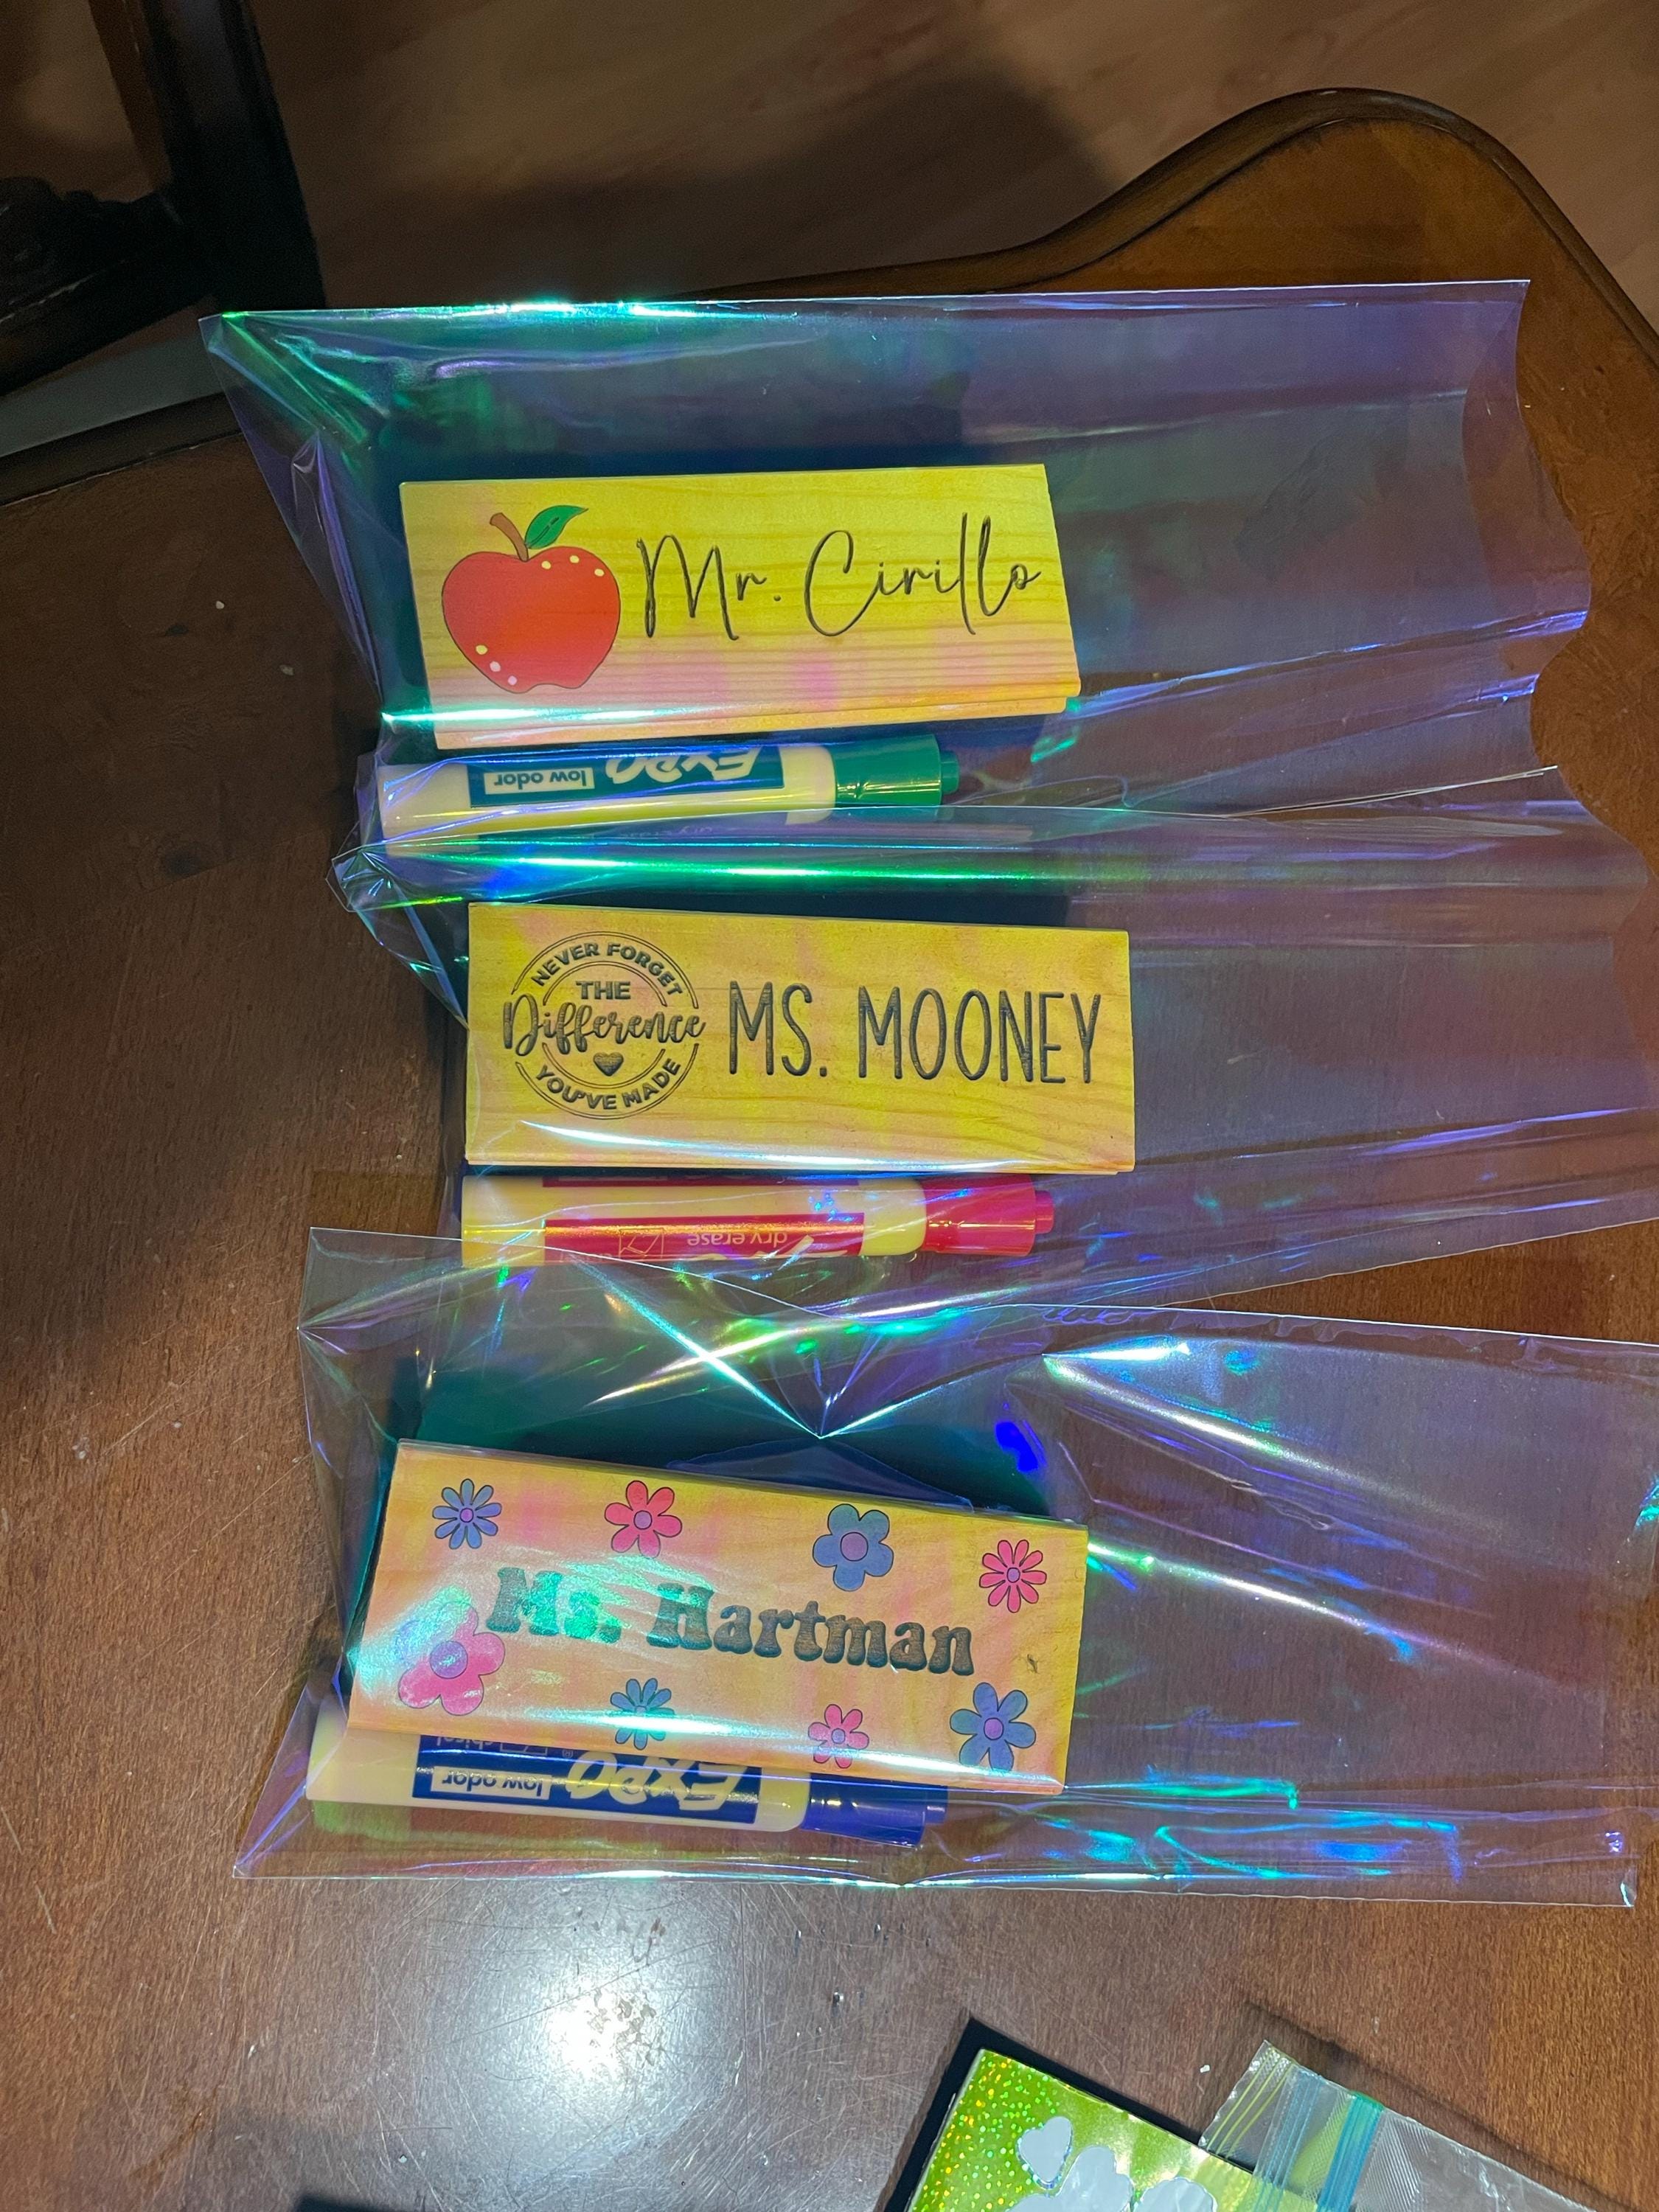 Mr. Cirillo
low odor EXPO
NEVER FORGET
THE
Difference
YOU'VE MADE
MS. MOONEY
dry erase
Ms. Hartman
chisel
low odor EXPO